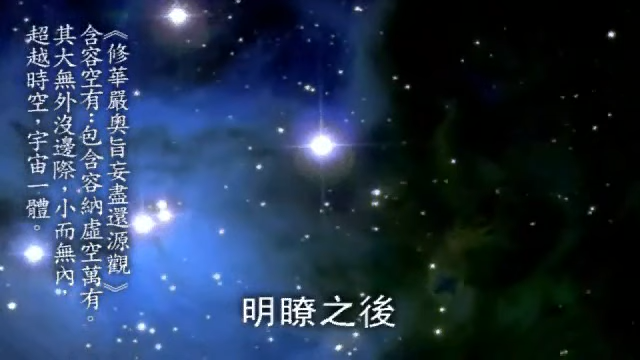 《修華嚴奧旨妄盡還源觀》
含容空有：包含容納虛空萬有。
其大無外沒邊際，小而無內，
超越時空，宇宙一體。
明瞭之後